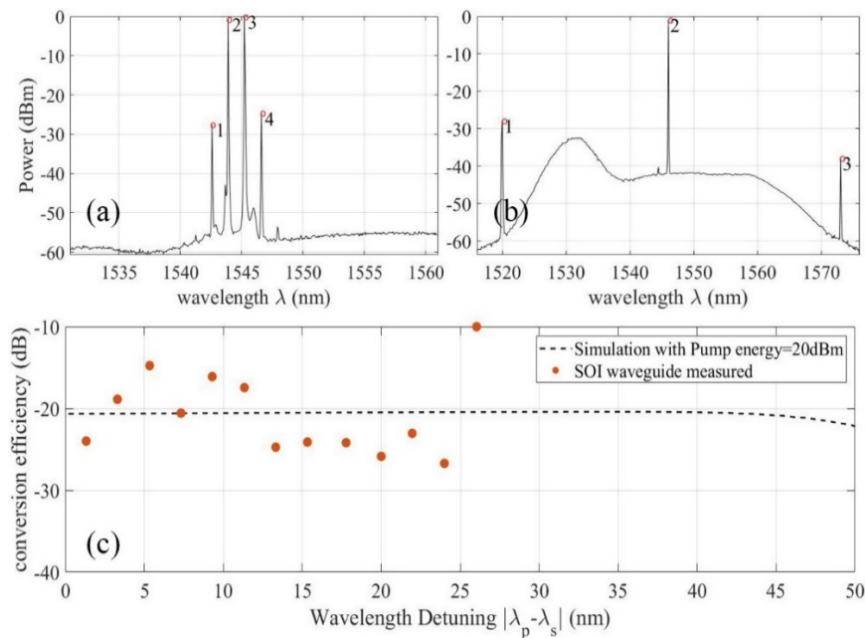 0
-10
-20
-30
-40
-50
-60
Power (dBm)
1
2
3
4
(a)
1535 1540 1545 1550 1555 1560
wavelength λ (nm)
0
-10
-20
-30
-40
-50
-60
1
2
3
(b)
1520 1530 1540 1550 1560 1570
wavelength λ (nm)
-10
-20
-30
-40
conversion efficiency (dB)
Simulation with Pump energy=20dBm
SOI waveguide measured
(c)
0 5 10 15 20 25 30 35 40 45 50
Wavelength Detuning |λp-λs| (nm)